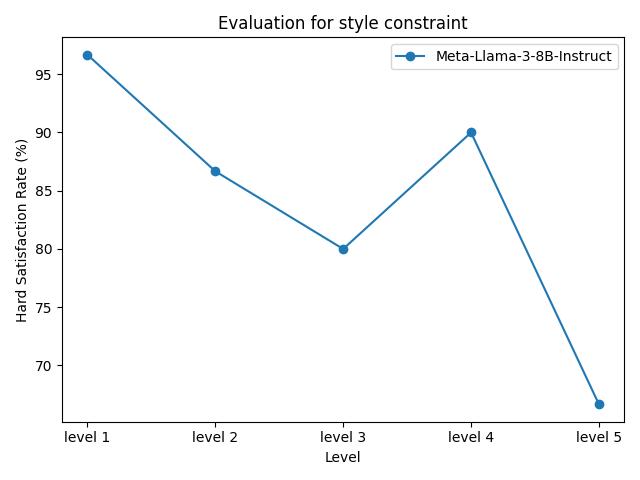 Evaluation for style constraint
Meta-Llama-3-8B-Instruct
Hard Satisfaction Rate (%)
95
90
85
80
75
70
level 1 level 2 level 3 level 4 level 5
Level